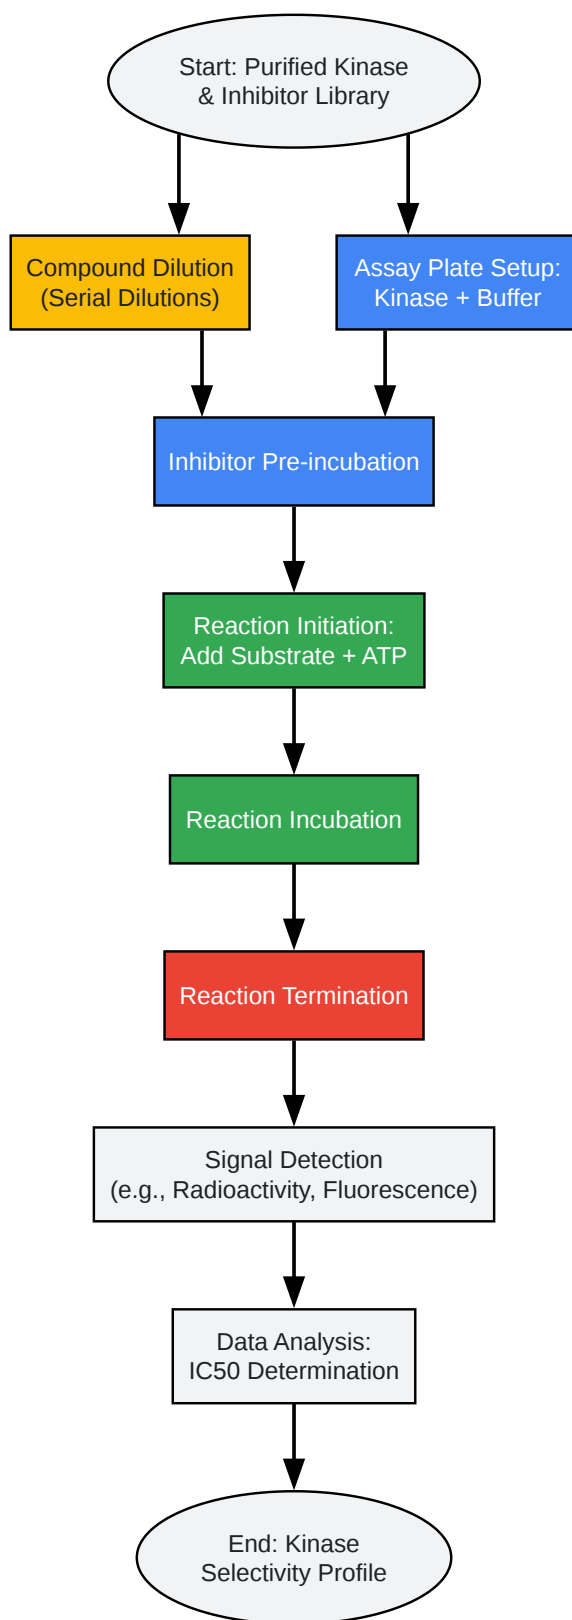 Start: Purified Kinase
& Inhibitor Library
Compound Dilution
(Serial Dilutions)
Assay Plate Setup:
Kinase + Buffer
Inhibitor Pre-incubation
Reaction Initiation:
Add Substrate + ATP
Reaction Incubation
Reaction Termination
Signal Detection
(e.g., Radioactivity, Fluorescence)
Data Analysis:
IC50 Determination
End: Kinase
Selectivity Profile